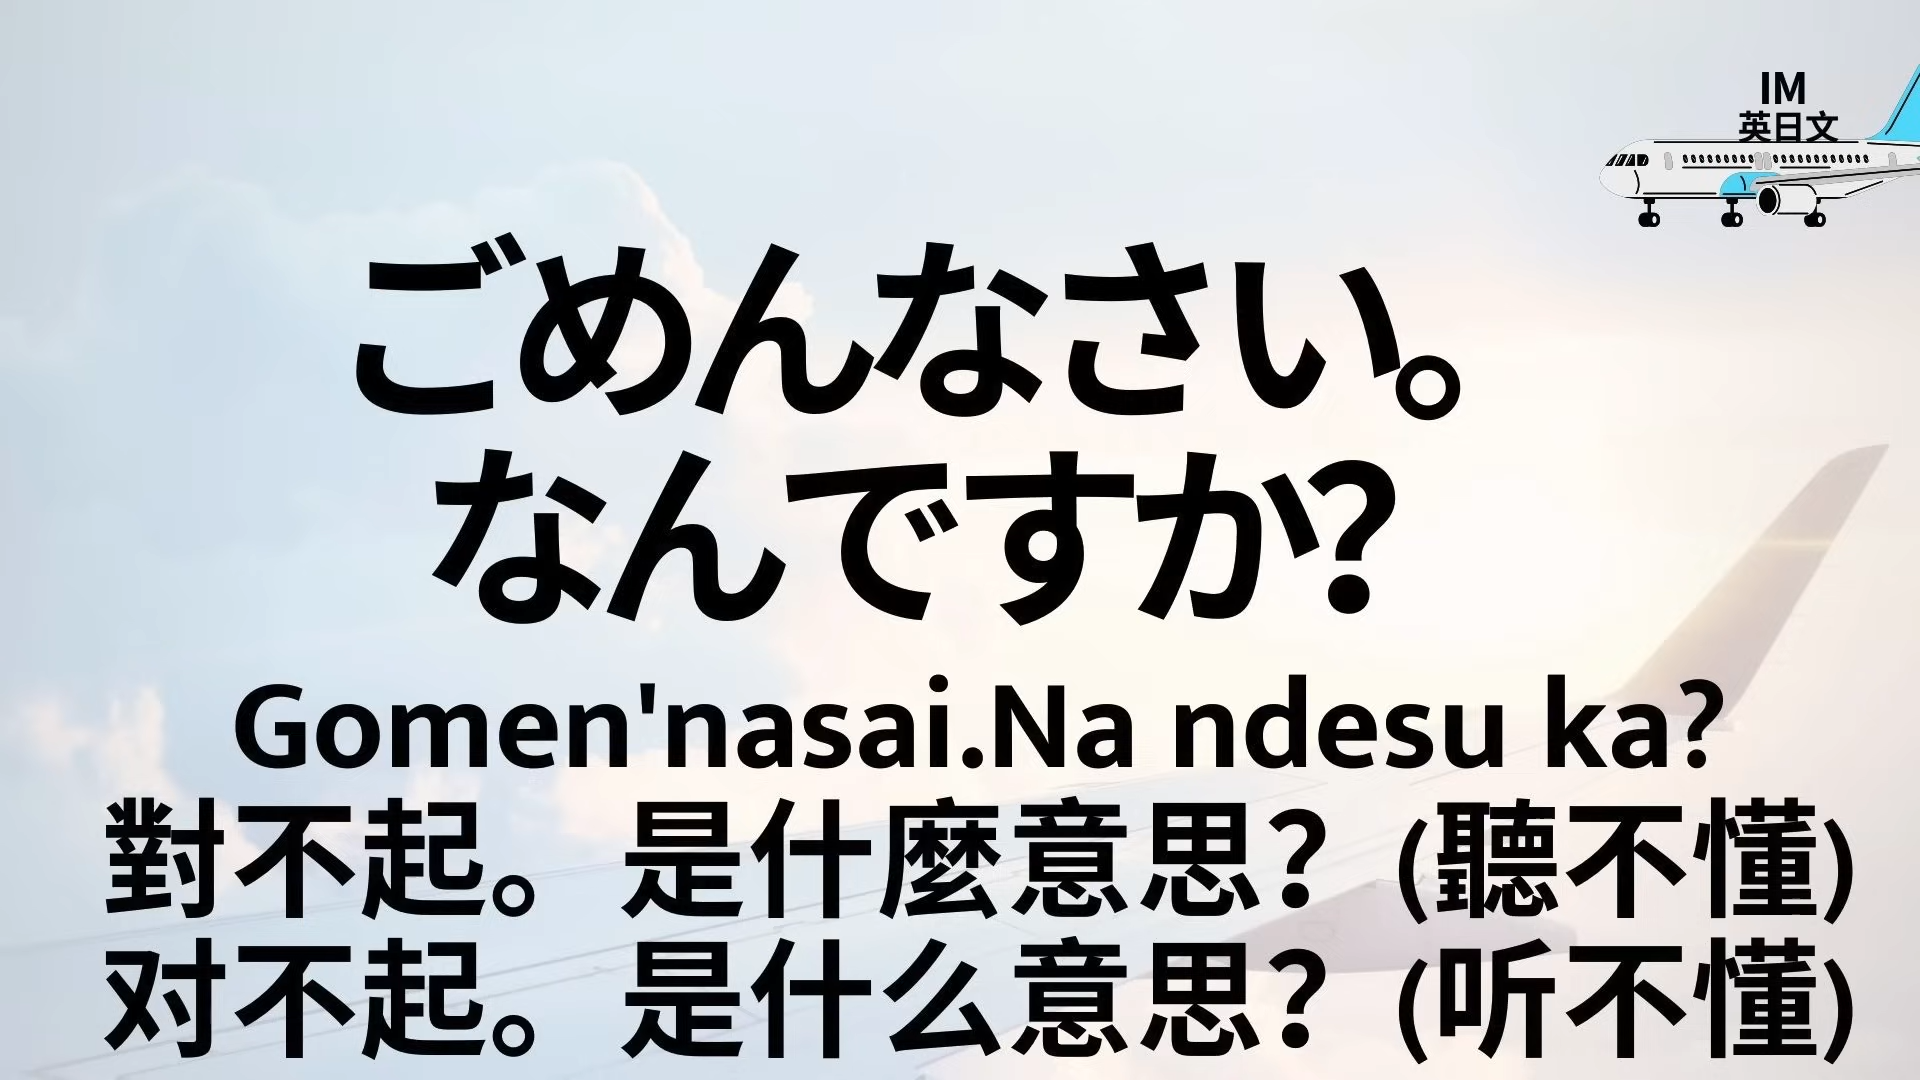 IM
英日文
ごめんなさい。
なんですか?
Gomen'nasai.Na ndesu ka?
對不起。是什麼意思？(聽不懂)
对不起。是什么意思？(听不懂)